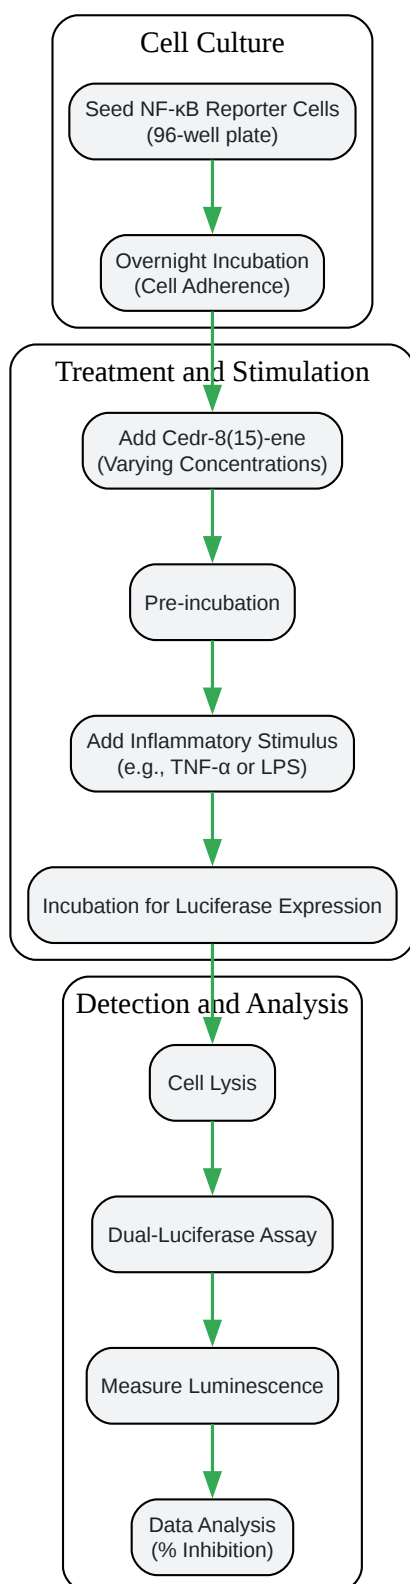 Cell Culture
Seed NF-κB Reporter Cells
(96-well plate)
Overnight Incubation
(Cell Adherence)
Treatment and Stimulation
Add Cedr-8(15)-ene
(Varying Concentrations)
Pre-incubation
Add Inflammatory Stimulus
(e.g., TNF-α or LPS)
Incubation for Luciferase Expression
Detection and Analysis
Cell Lysis
Dual-Luciferase Assay
Measure Luminescence
Data Analysis
(% Inhibition)